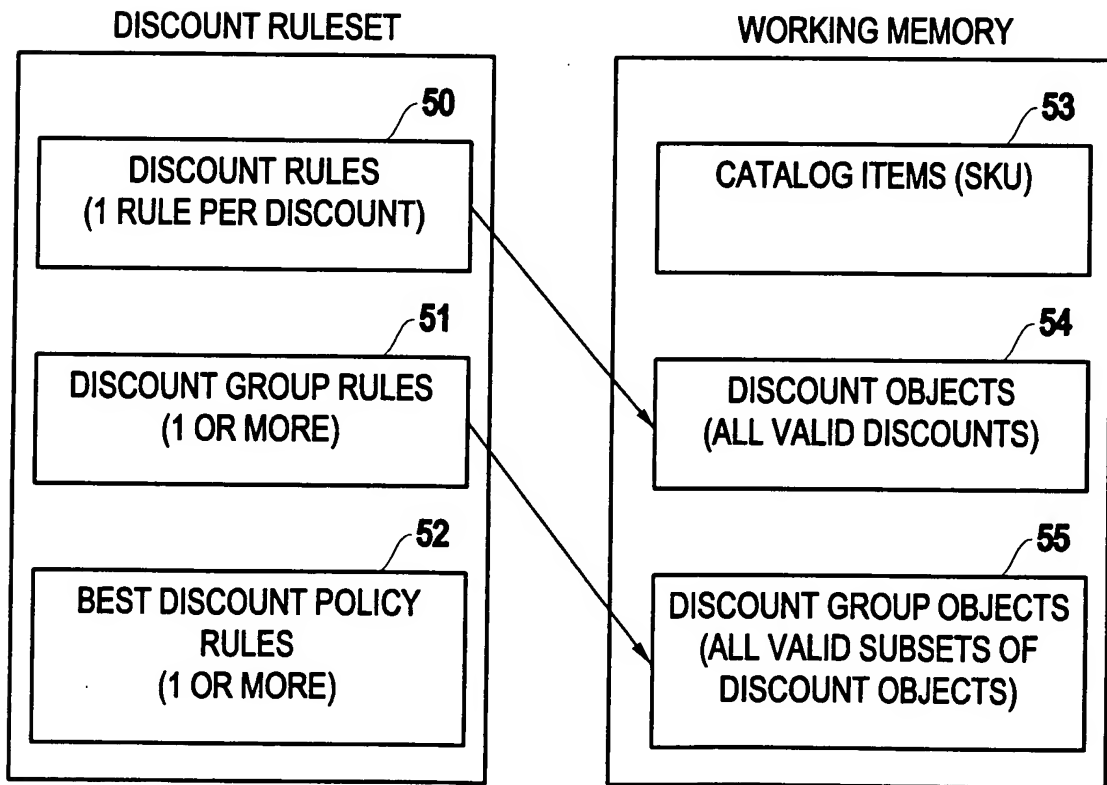 DISCOUNT RULESET
50
DISCOUNT RULES
(1 RULE PER DISCOUNT)
51
DISCOUNT GROUP RULES
(1 OR MORE)
52
BEST DISCOUNT POLICY
RULES
(1 OR MORE)
WORKING MEMORY
53
CATALOG ITEMS (SKU)
54
DISCOUNT OBJECTS
(ALL VALID DISCOUNTS)
55
DISCOUNT GROUP OBJECTS
(ALL VALID SUBSETS OF
DISCOUNT OBJECTS)